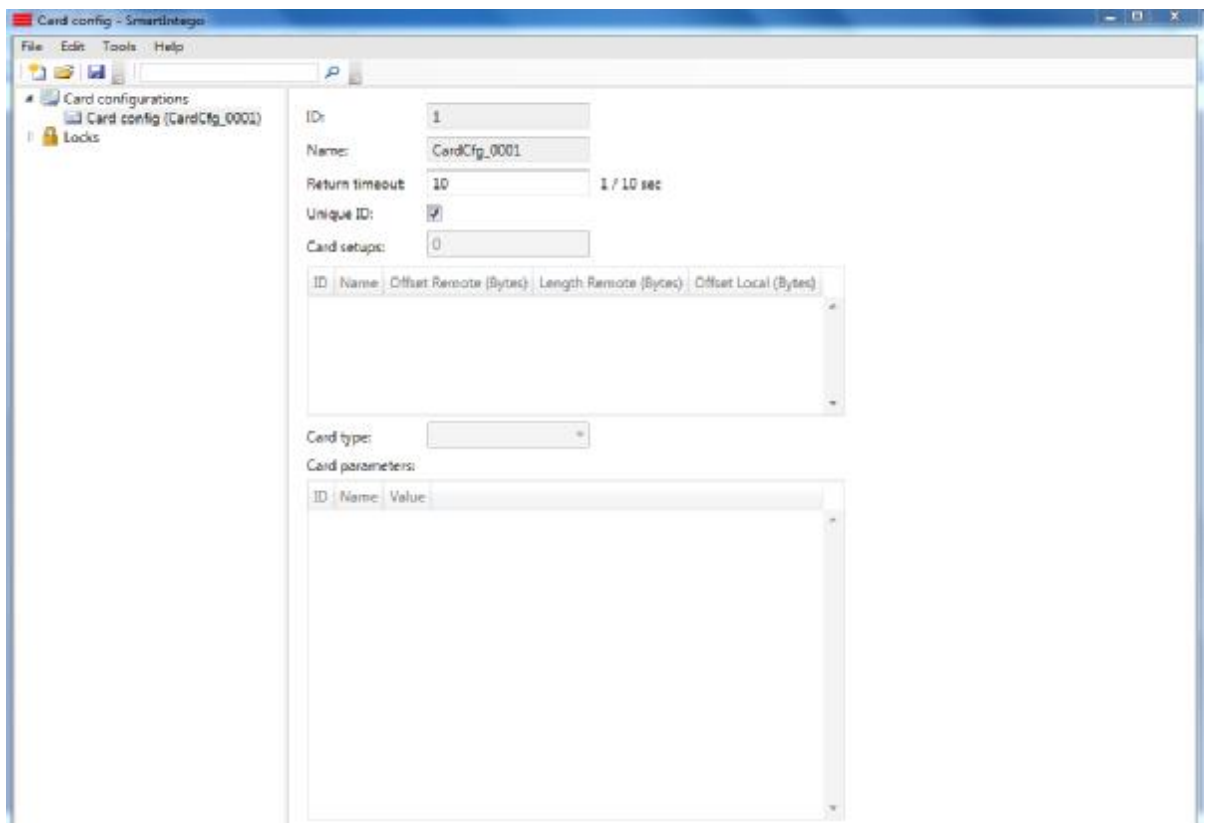 Card config - SmartIntego
File Edit Tools Help
Card configurations
Card config (CardCfg_0001)
Locks
ID: 1
Name: CardCfg_0001
Return timeout: 10 1 / 10 sec
Unique ID:
Card setups: 0
ID Name Offset Remote (Bytes) Length Remote (Bytes) Offset Local (Bytes)
Card type:
Card parameters:
ID Name Value